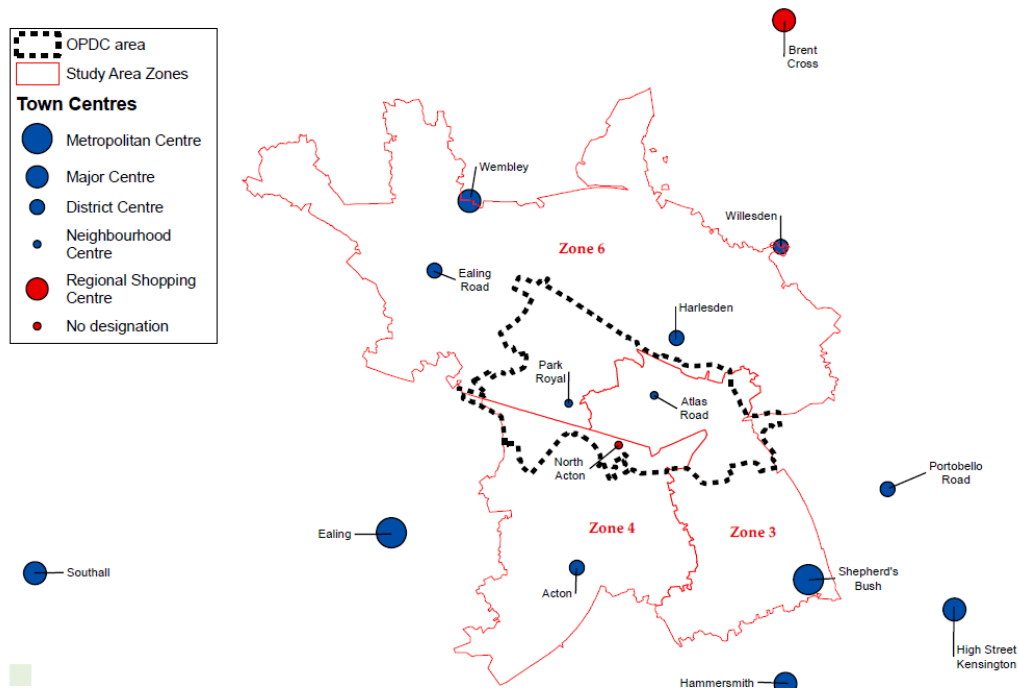 OPDC area
Study Area Zones
Town Centres
Metropolitan Centre
Major Centre
District Centre
Neighbourhood
Centre
Regional Shopping
Centre
No designation
Brent
Cross
Wembley
Willesden
Zone 6
Ealing
Road
Harlesden
Park
Royal
Atlas
Road
North
Acton
Portobello
Road
Zone 4
Zone 3
Ealing
Southall
Acton
Shepherd's
Bush
High Street
Kensington
Hammersmith